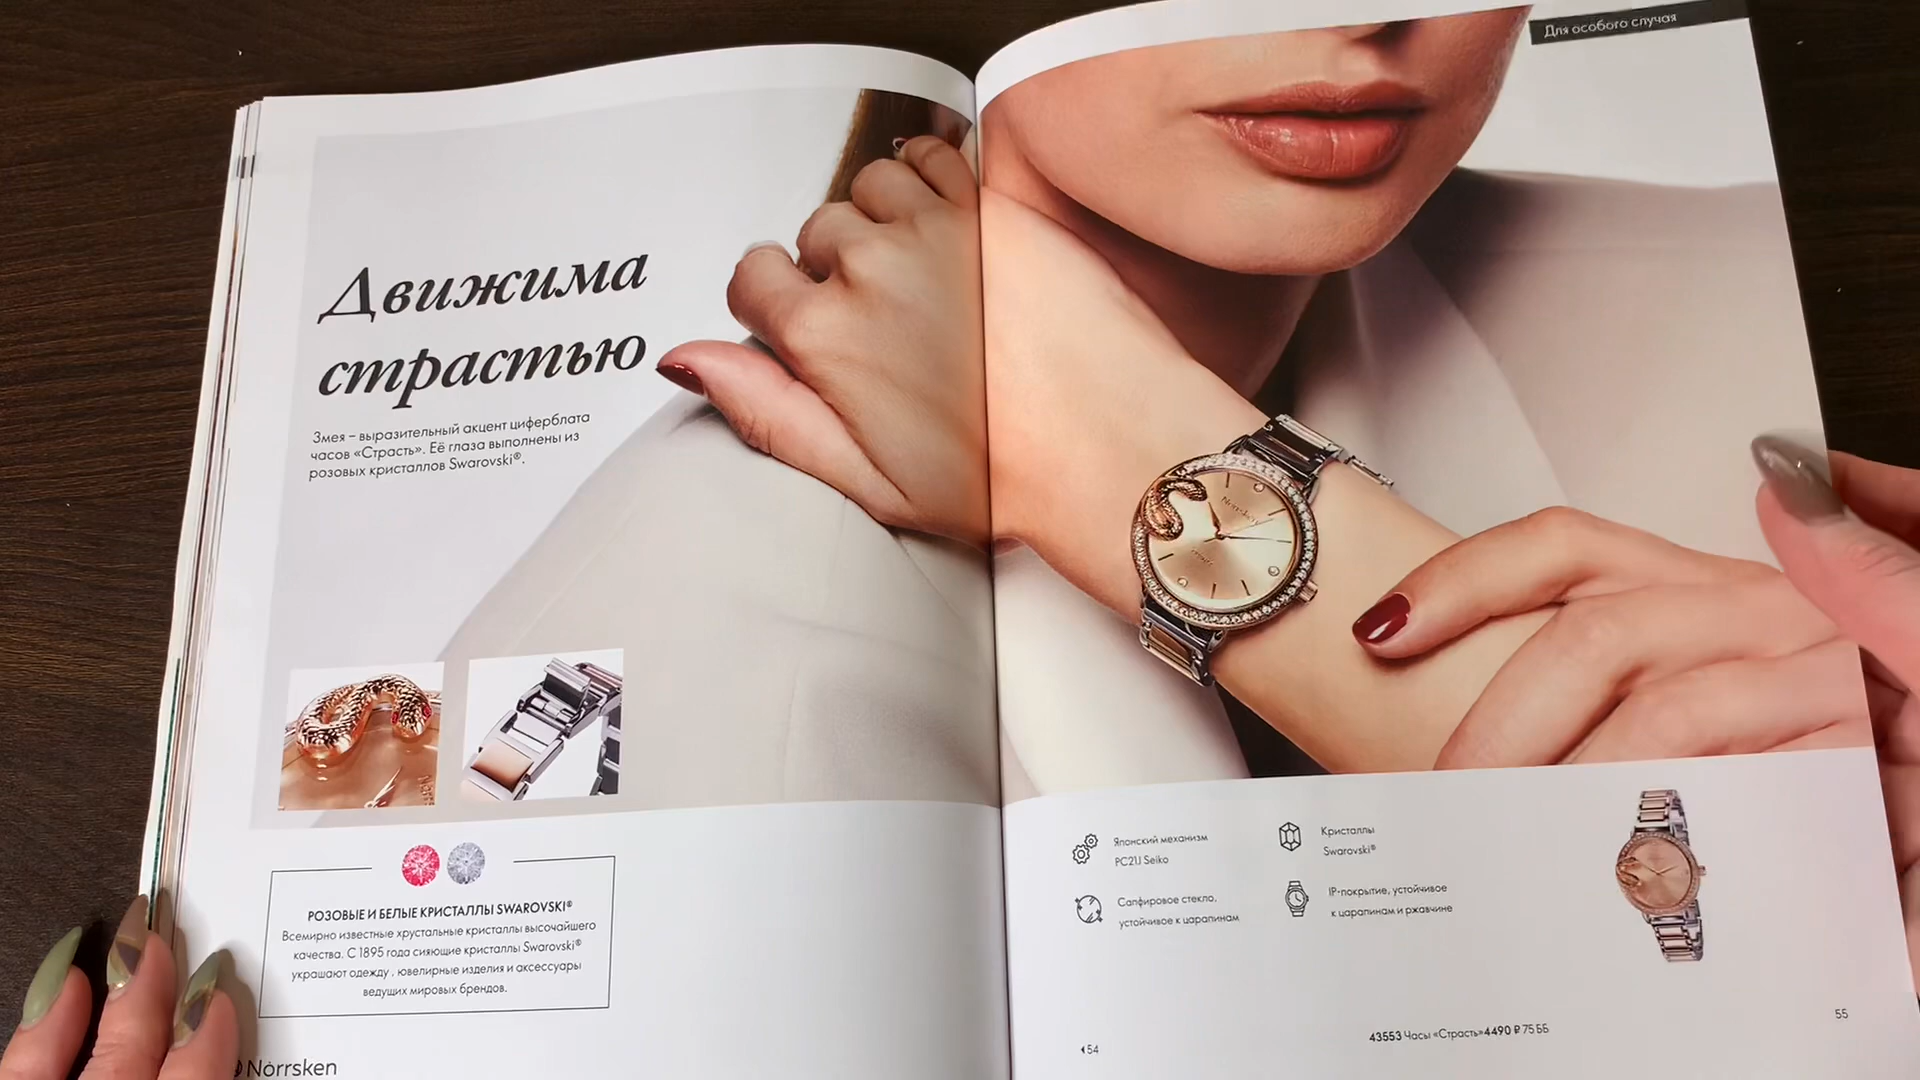 Для особого случая
Движима
страстью
Змея – выразительный акцент циферблата
часов «Страсть». Её глаза выполнены из
розовых кристаллов Swarovski®.
РОЗОВЫЕ И БЕЛЫЕ КРИСТАЛЛЫ SWAROVSKI®
Всемирно известные хрустальные кристаллы высочайшего
качества. С 1895 года сияющие кристаллы Swarovski®
украшают одежду , ювелирные изделия и аксессуары
ведущих мировых брендов.
Nörrsken
Norrsken
Японский механизм
PC21J Seiko
Кристаллы
Swarovski®
Сапфировое стекло,
устойчивое к царапинам
IP-покрытие, устойчивое
к царапинам и ржавчине
43553 Часы «Страсть» 4490 ₽ 75 ББ
54
55